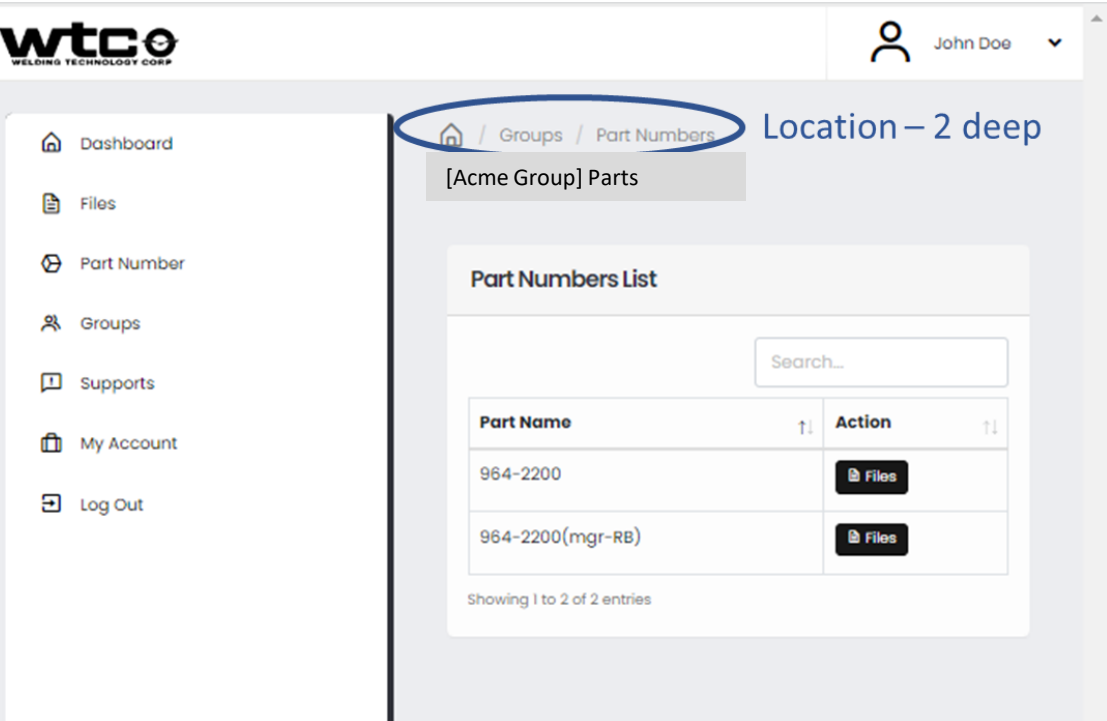 wtco
WELDING TECHNOLOGY CORP
John Doe
Dashboard
Files
Part Number
Groups
Supports
My Account
Log Out
/ Groups / Part Numbers
Location – 2 deep
[Acme Group] Parts
Part Numbers List
Search...
Part Name Action
964-2200 Files
964-2200(mgr-RB) Files
Showing 1 to 2 of 2 entries